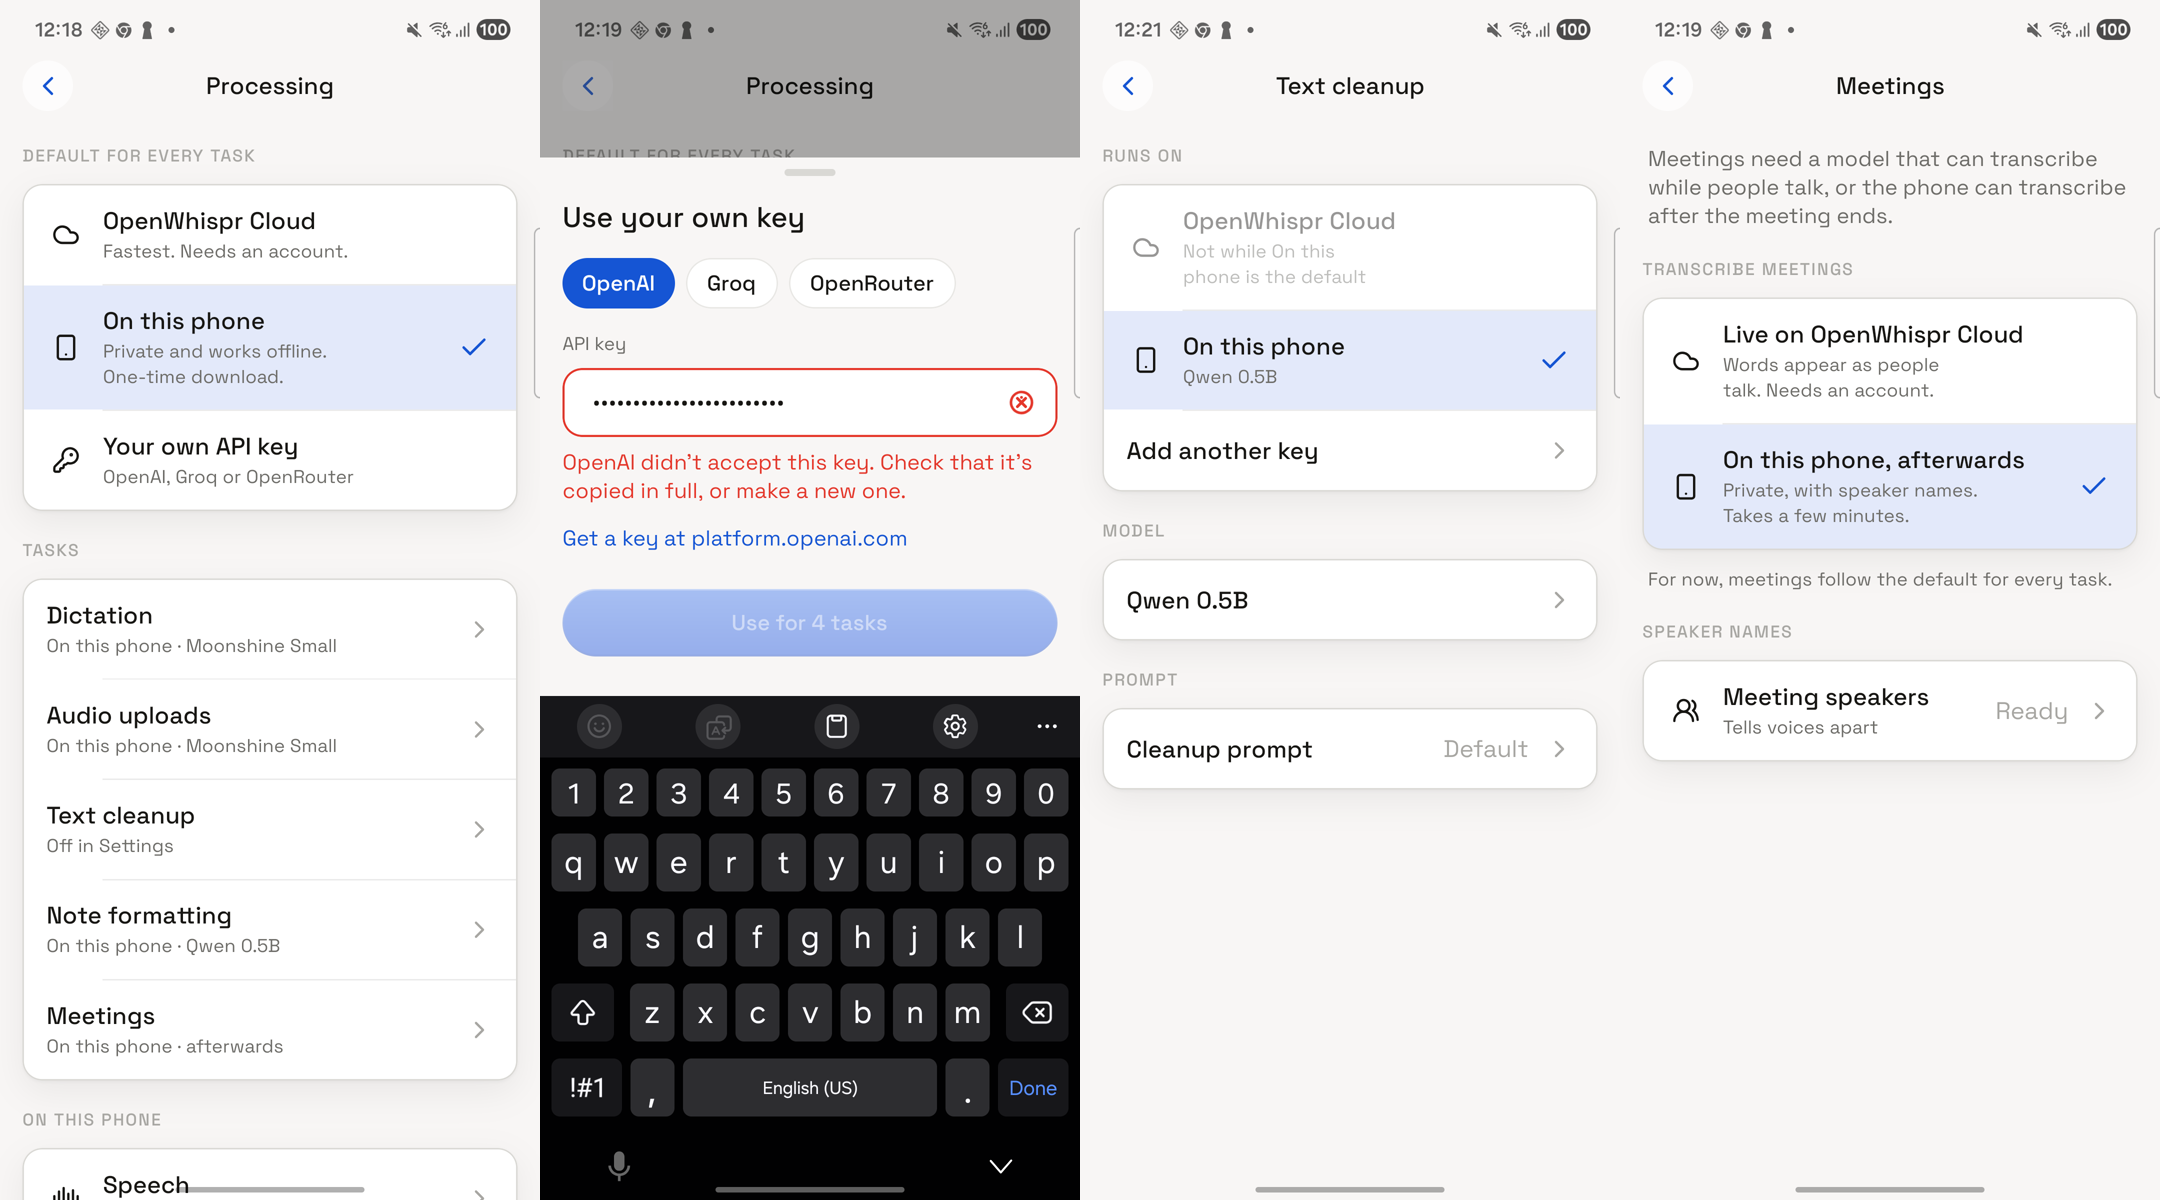 12:18
100
Processing
DEFAULT FOR EVERY TASK
OpenWhispr Cloud
Fastest. Needs an account.
On this phone
Private and works offline.
One-time download.
Your own API key
OpenAI, Groq or OpenRouter
TASKS
Dictation
On this phone · Moonshine Small
Audio uploads
On this phone · Moonshine Small
Text cleanup
Off in Settings
Note formatting
On this phone · Qwen 0.5B
Meetings
On this phone · afterwards
ON THIS PHONE
Speech
12:19
100
Processing
DEFAULT FOR EVERY TASK
Use your own key
OpenAI
Groq
OpenRouter
API key
OpenAI didn't accept this key. Check that it's
copied in full, or make a new one.
Get a key at platform.openai.com
Use for 4 tasks
1 2 3 4 5 6 7 8 9 0
q w e r t y u i o p
a s d f g h j k l
z x c v b n m
!#1 , English (US) . Done
12:21
100
Text cleanup
RUNS ON
OpenWhispr Cloud
Not while On this
phone is the default
On this phone
Qwen 0.5B
Add another key
MODEL
Qwen 0.5B
PROMPT
Cleanup prompt
Default
12:19
100
Meetings
Meetings need a model that can transcribe
while people talk, or the phone can transcribe
after the meeting ends.
TRANSCRIBE MEETINGS
Live on OpenWhispr Cloud
Words appear as people
talk. Needs an account.
On this phone, afterwards
Private, with speaker names.
Takes a few minutes.
For now, meetings follow the default for every task.
SPEAKER NAMES
Meeting speakers
Tells voices apart
Ready